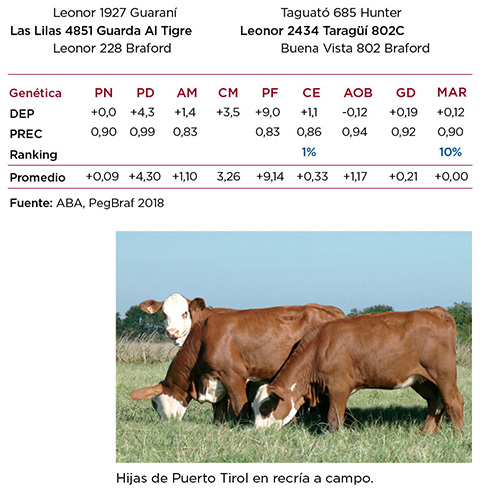 Leonor 1927 Guaraní Taguató 685 Hunter
Las Lilas 4851 Guarda Al Tigre Leonor 2434 Taragüí 802C
Leonor 228 Braford Buena Vista 802 Braford
Genética PN PD AM CM PF CE AOB GD MAR
DEP +0,0 +4,3 +1,4 +3,5 +9,0 +1,1 -0,12 +0,19 +0,12
PREC 0,90 0,99 0,83 0,83 0,86 0,94 0,92 0,90
Ranking 1% 10%
Promedio +0,09 +4,30 +1,10 3,26 +9,14 +0,33 +1,17 +0,21 +0,00
Fuente: ABA, PegBraf 2018
Hijas de Puerto Tirol en recría a campo.